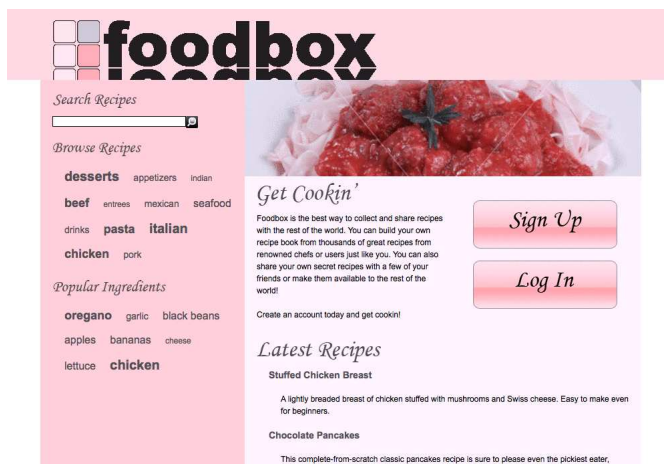 foodbox
Search Recipes
Browse Recipes
desserts appetizers indian
beef entrees mexican seafood
drinks pasta italian
chicken pork
Popular Ingredients
oregano garlic black beans
apples bananas cheese
lettuce chicken
Get Cookin'
Foodbox is the best way to collect and share recipes
with the rest of the world. You can build your own
recipe book from thousands of great recipes from
renowned chefs or users just like you. You can also
share your own secret recipes with a few of your
friends or make them available to the rest of the
world!
Create an account today and get cookin!
Sign Up
Log In
Latest Recipes
Stuffed Chicken Breast
A lightly breaded breast of chicken stuffed with mushrooms and Swiss cheese. Easy to make even
for beginners.
Chocolate Pancakes
This complete-from-scratch classic pancakes recipe is sure to please even the pickiest eater,